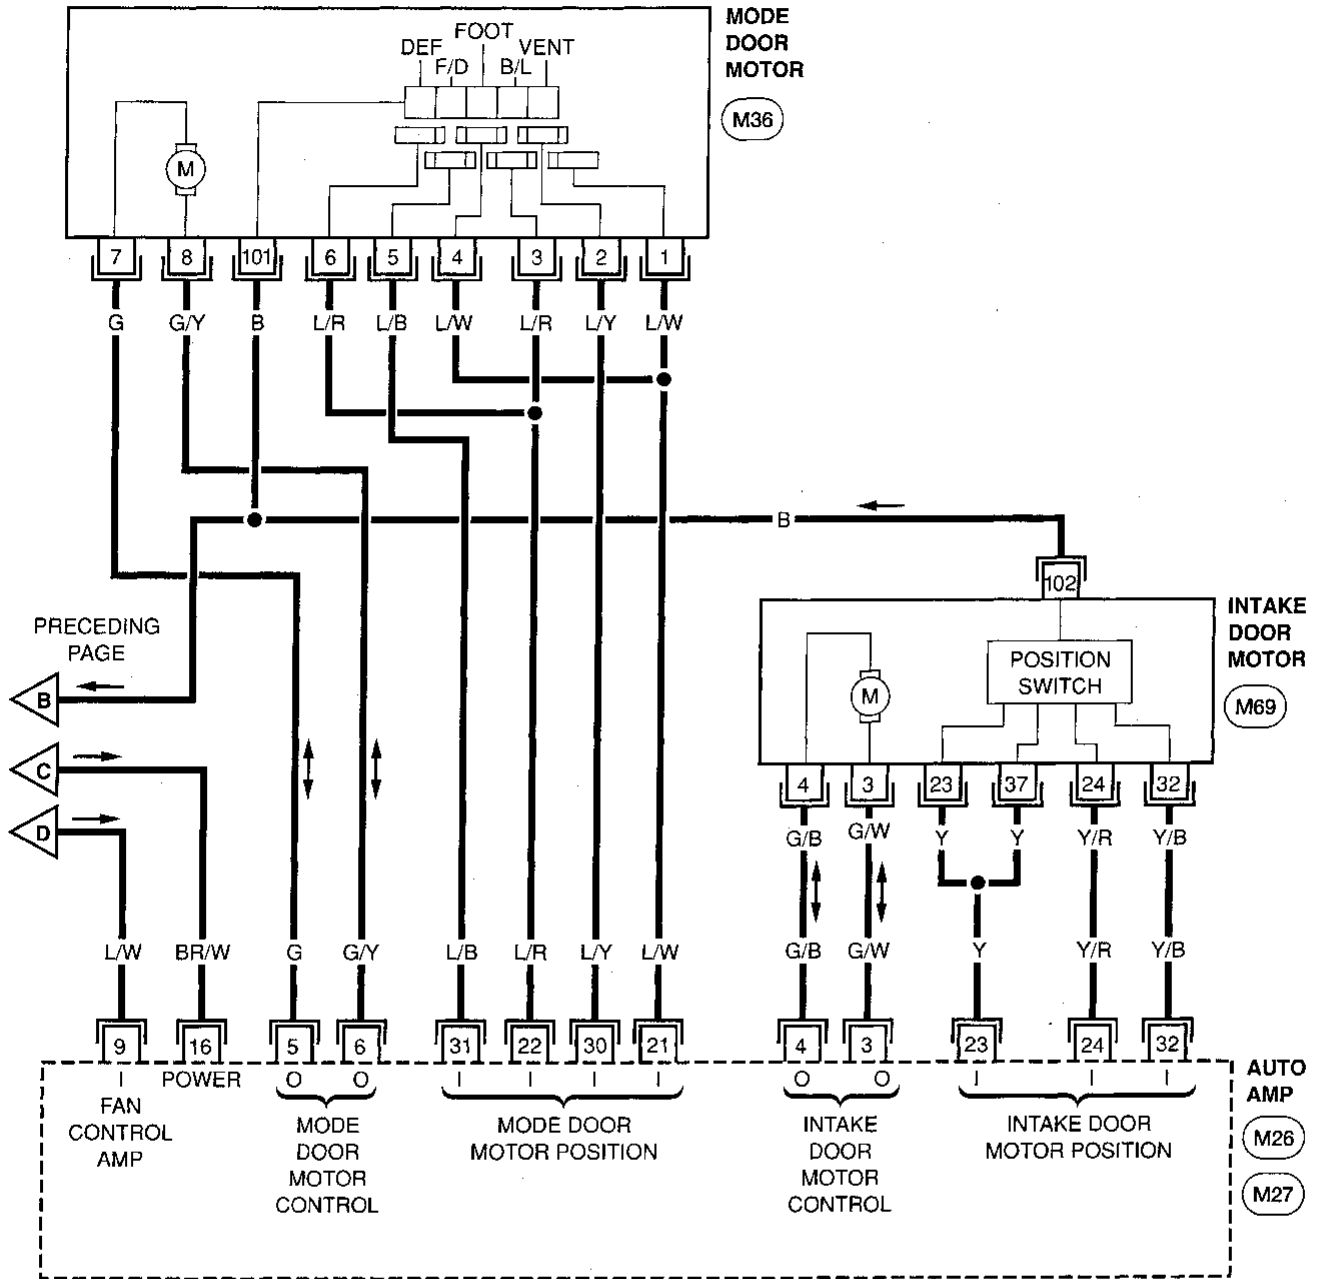 MODE
DOOR
MOTOR
M36
FOOT
DEF VENT
F/D B/L
M
7 8 101 6 5 4 3 2 1
G G/Y B L/R L/B L/W L/R L/Y L/W
B
102
INTAKE
DOOR
MOTOR
M69
POSITION
SWITCH
M
PRECEDING
PAGE
B
C
D
4 3 23 37 24 32
G/B G/W Y Y Y/R Y/B
L/W BR/W G G/Y L/B L/R L/Y L/W G/B G/W Y Y/R Y/B
9 16 5 6 31 22 30 21 4 3 23 24 32
I POWER O O I I I I O O I I I
FAN
CONTROL
AMP
MODE
DOOR
MOTOR
CONTROL
MODE DOOR
MOTOR POSITION
INTAKE
DOOR
MOTOR
CONTROL
INTAKE DOOR
MOTOR POSITION
AUTO
AMP
M26
M27